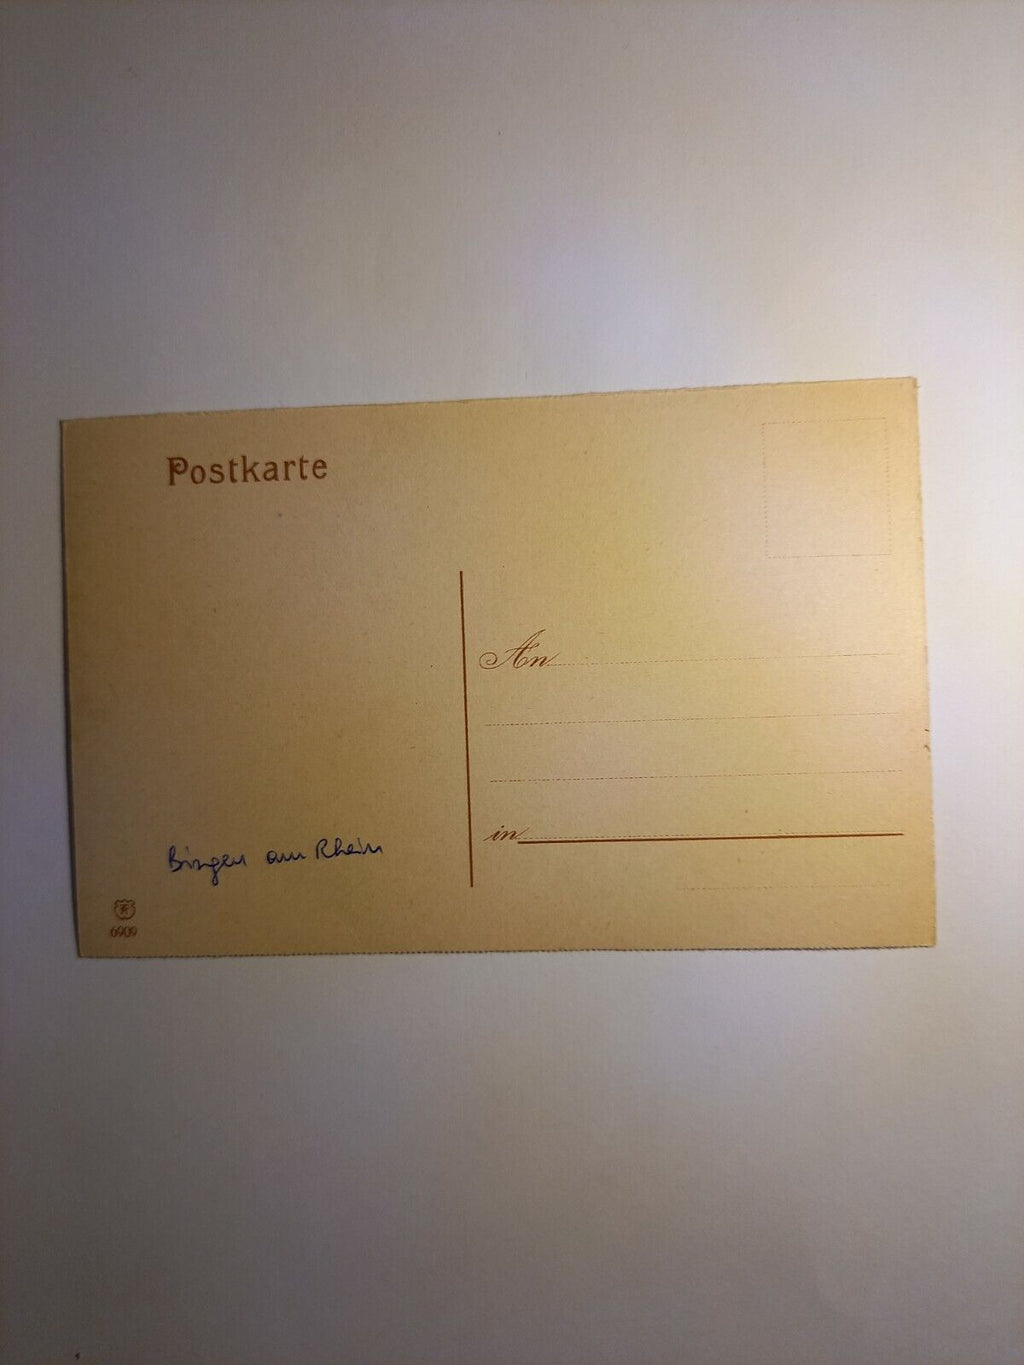 Postkarte
An
in
Bingen am Rhein
6909